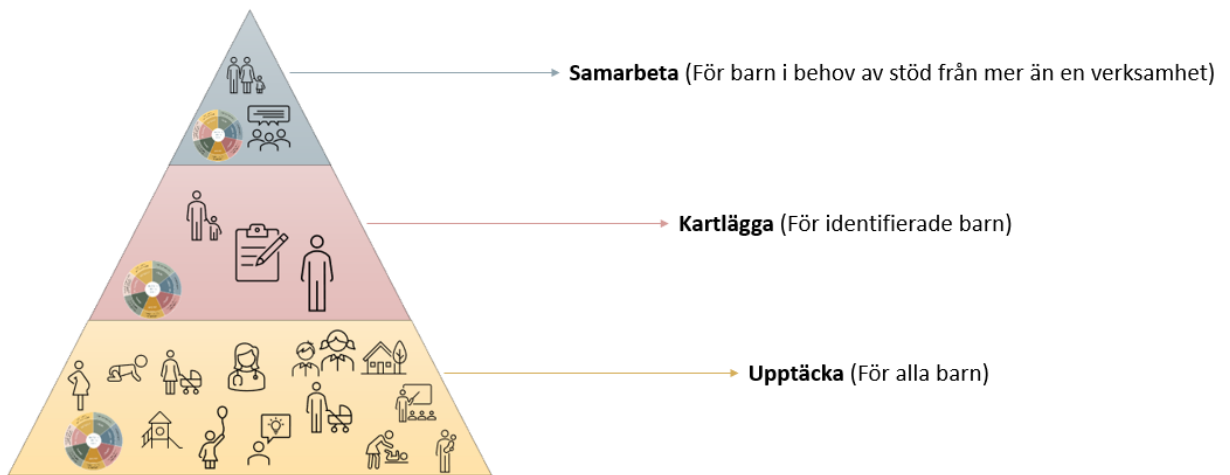 Samarbeta (För barn i behov av stöd från mer än en verksamhet)
Kartlägga (För identifierade barn)
Upptäcka (För alla barn)